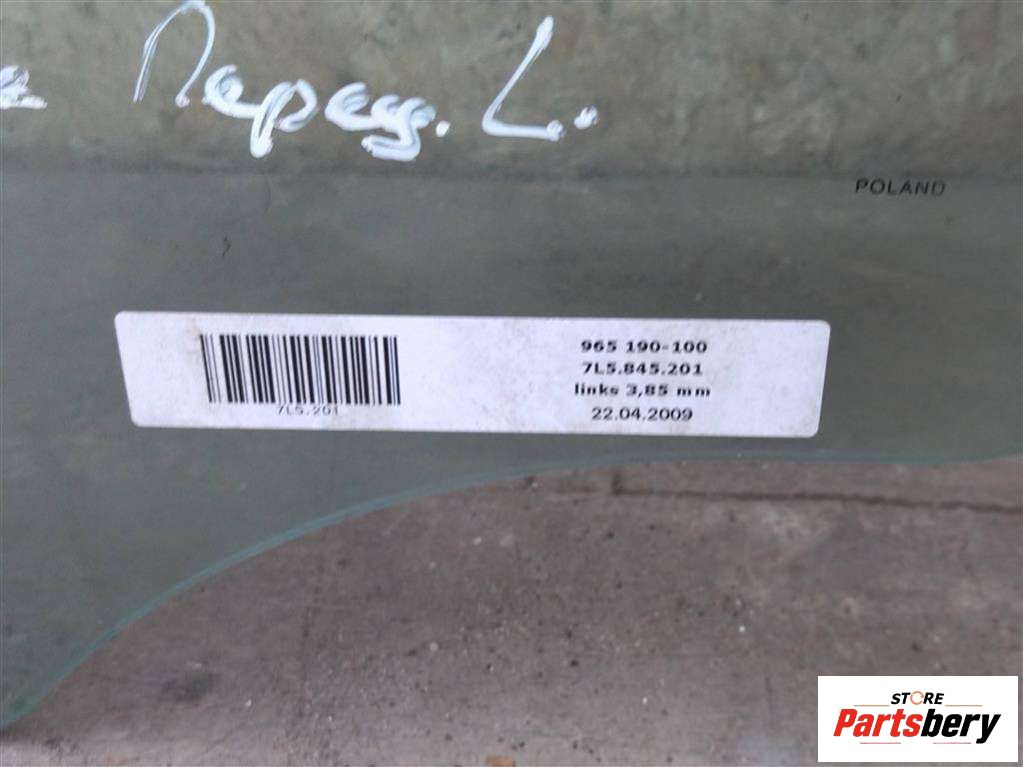 Перед. L.
POLAND
965 190-100
7L5.845.201
links 3,85 mm
22.04.2009
7L5.201
STORE
Partsbery